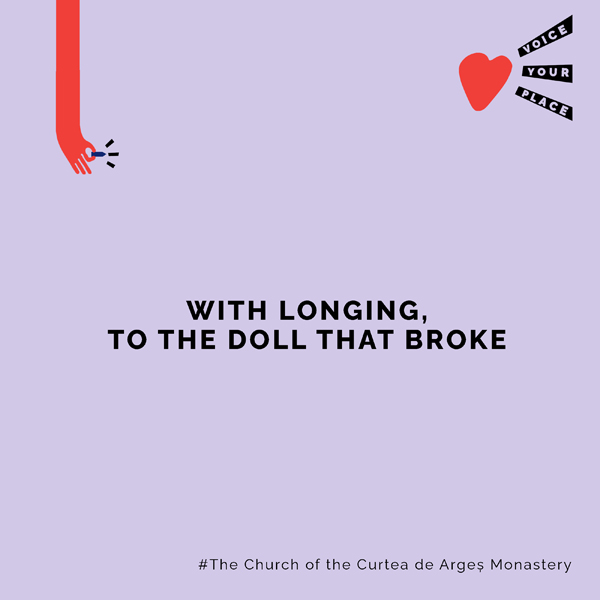 VOICE
YOUR
PLACE
WITH LONGING,
TO THE DOLL THAT BROKE
#The Church of the Curtea de Argeș Monastery